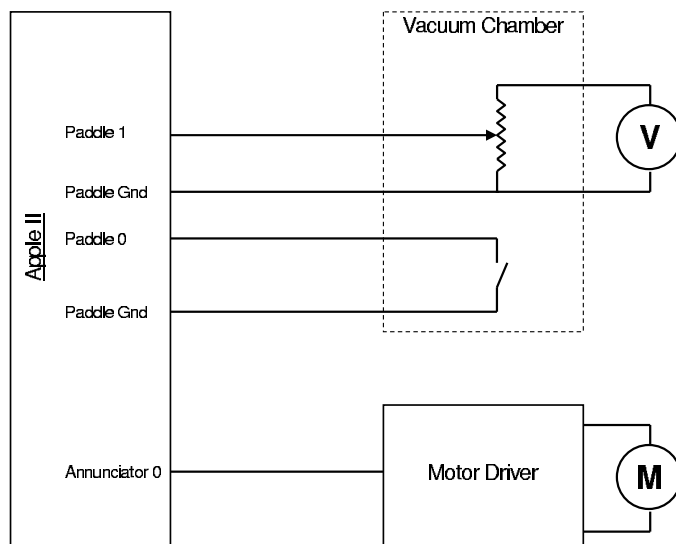 Vacuum Chamber
Paddle 1
V
Paddle Gnd
Apple II
Paddle 0
Paddle Gnd
Annunciator 0
Motor Driver
M